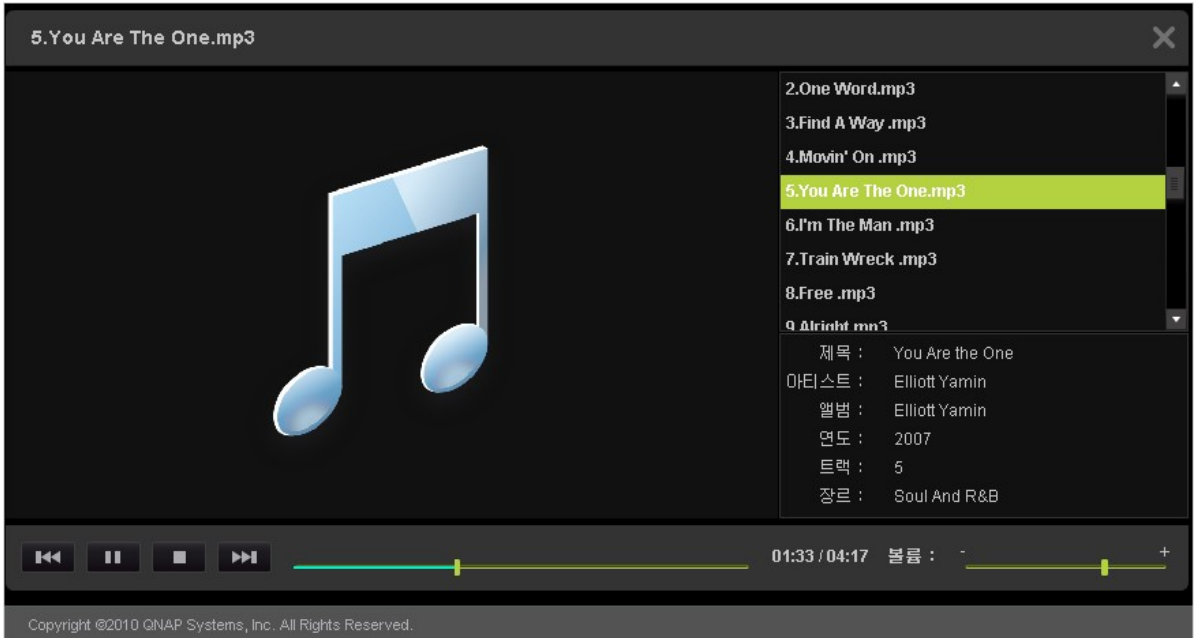 5.You Are The One.mp3
2.One Word.mp3
3.Find A Way .mp3
4.Movin' On .mp3
5.You Are The One.mp3
6.I'm The Man .mp3
7.Train Wreck .mp3
8.Free .mp3
9.Alright.mp3
제목 : You Are the One
아티스트 : Elliott Yamin
앨범 : Elliott Yamin
연도 : 2007
트랙 : 5
장르 : Soul And R&B
01:33 / 04:17 볼륨 : - +
Copyright ©2010 QNAP Systems, Inc. All Rights Reserved.